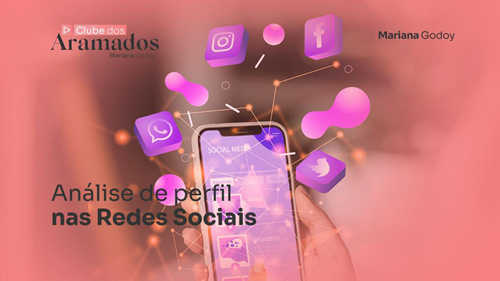 Clube dos
Aramados
Mariana Godoy
Mariana Godoy
SOCIAL MEDIA
Análise de perfil
nas Redes Sociais